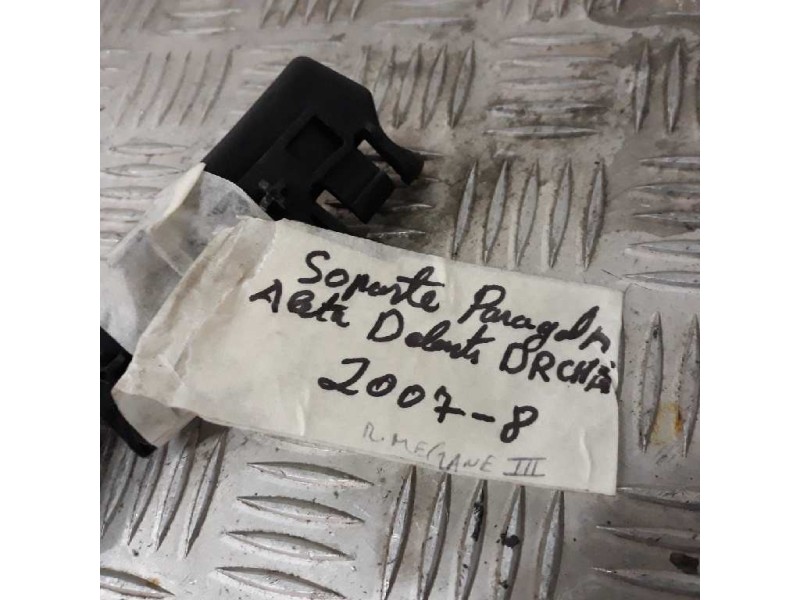 Soporte Paragolpe
Aleta Delante DRCHA
2007-8
R. MEGANE III